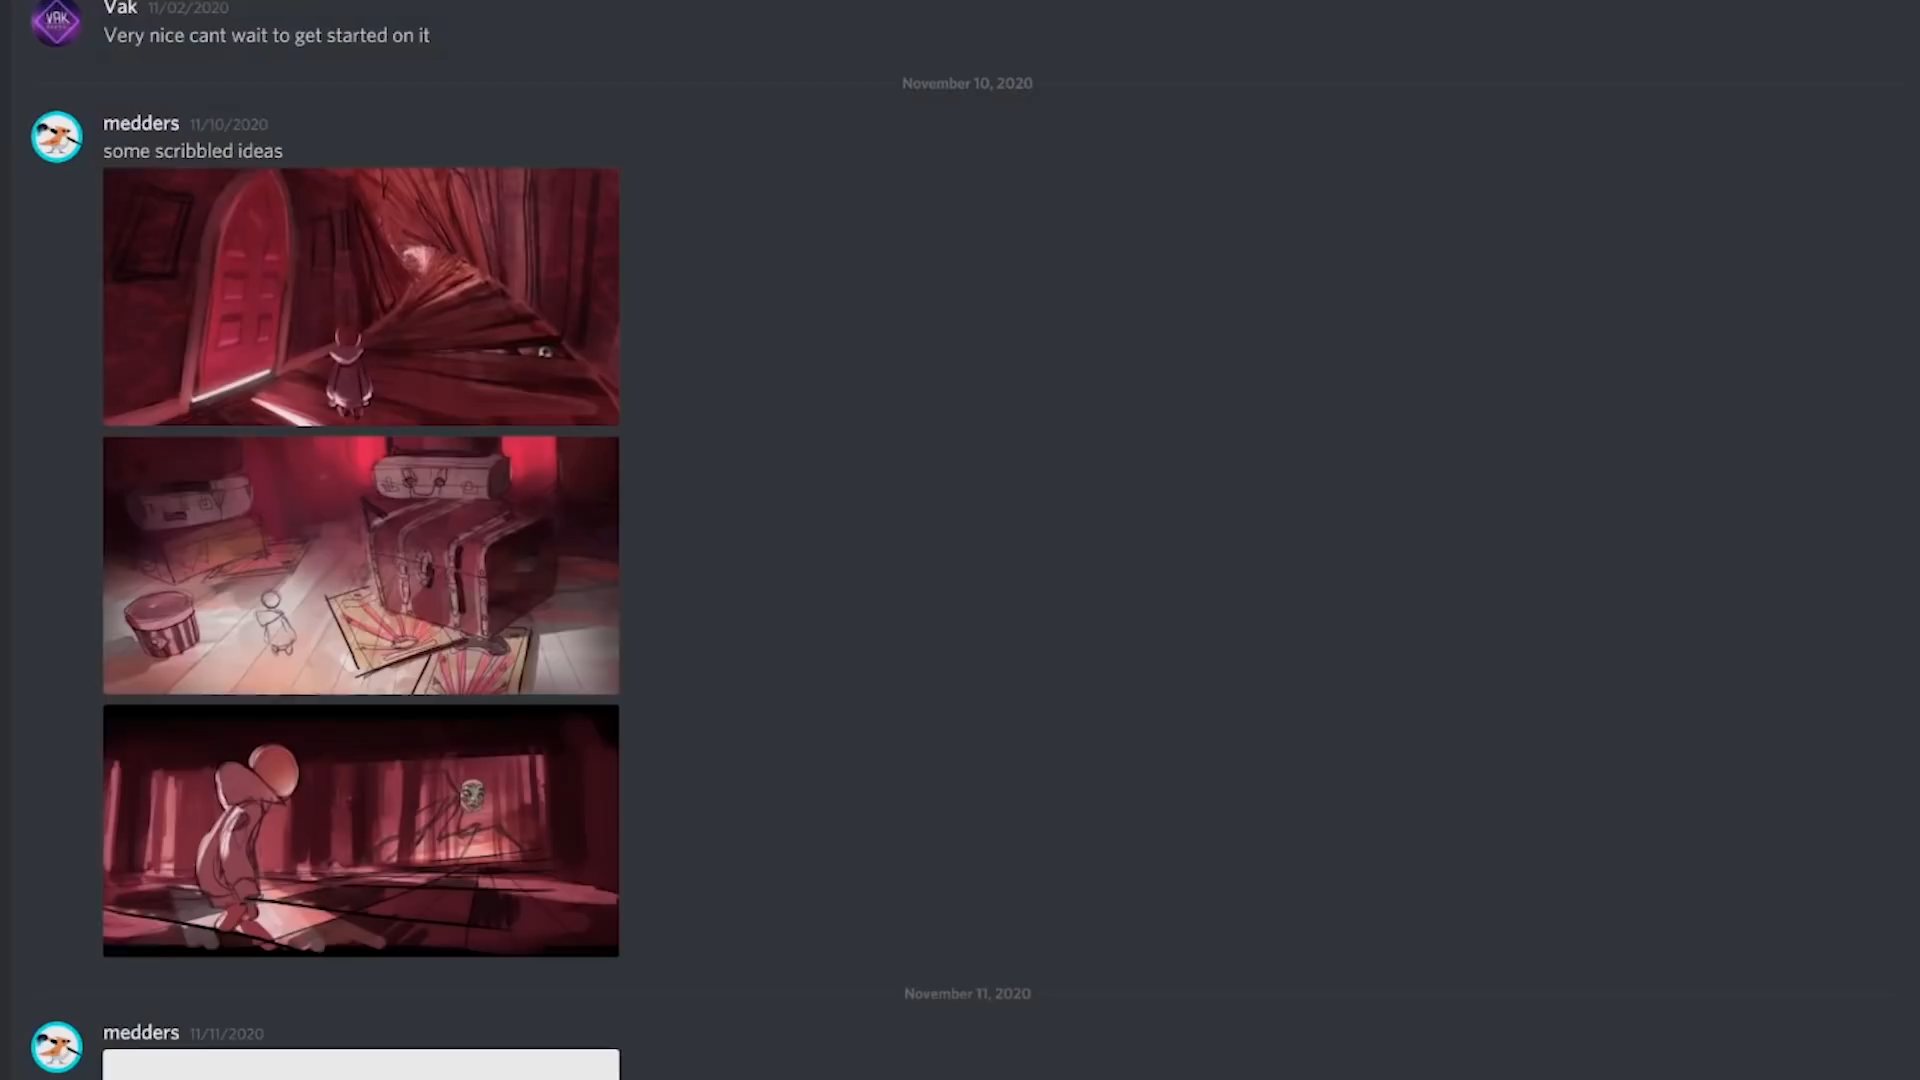 Vak 11/02/2020
Very nice cant wait to get started on it
November 10, 2020
medders 11/10/2020
some scribbled ideas
November 11, 2020
medders 11/11/2020